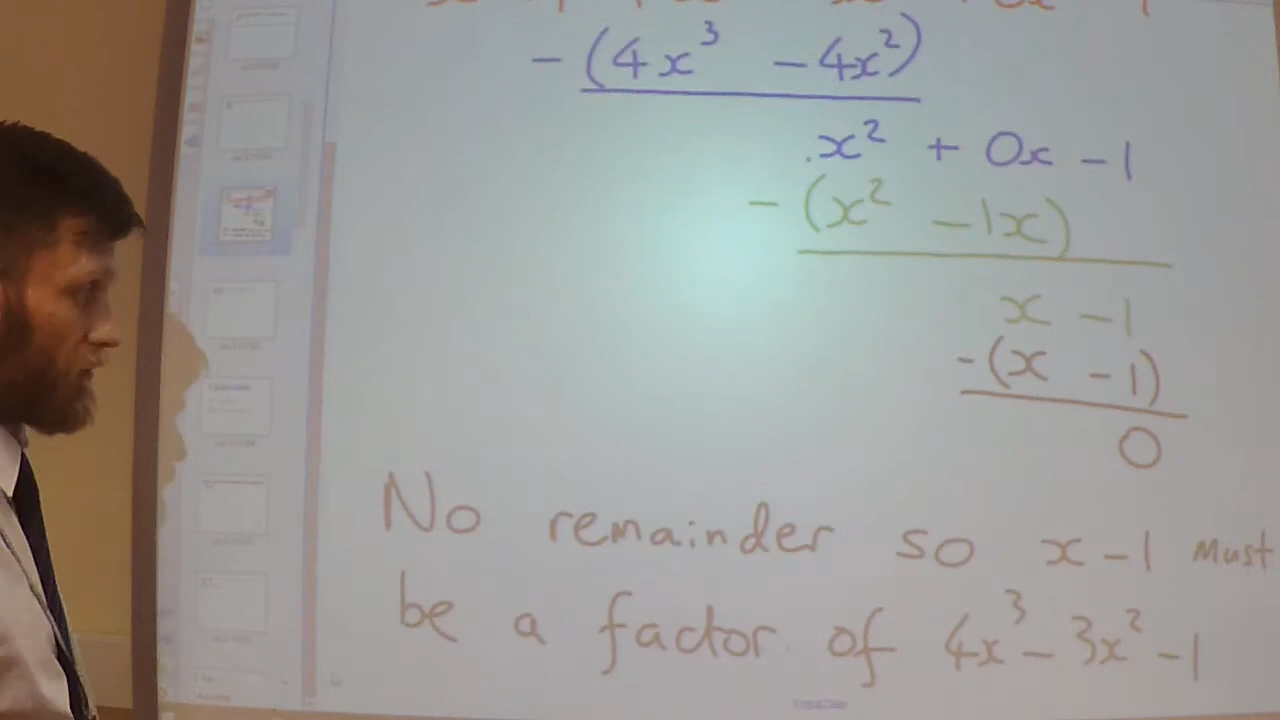 - (4x³ - 4x²)
x² + 0x - 1
- (x² - 1x)
x - 1
- (x - 1)
0
No remainder so x - 1 must
be a factor of 4x³ - 3x² - 1